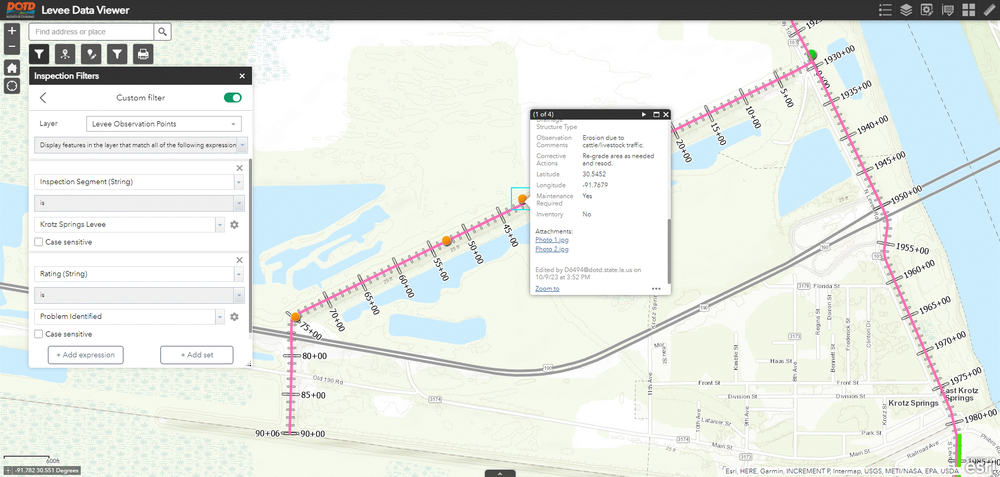 DOTD
Levee Data Viewer
Find address or place
Inspection Filters
Custom filter
Layer
Levee Observation Points
Display features in the layer that match all of the following expression
Inspection Segment (String)
is
Krotz Springs Levee
Case sensitive
Rating (String)
is
Problem Identified
Case sensitive
+ Add expression
+ Add set
(1 of 4)
Drainage
Structure Type
Observation Comments
Erosion due to cattle/livestock traffic.
Corrective Actions
Re-grade area as needed and resod.
Latitude
30.5452
Longitude
-91.7679
Maintenance Required
Yes
Inventory
No
Attachments:
Photo 1.jpg
Photo 2.jpg
Edited by D6494@dotd.state.la.us on
10/9/23 at 3:52 PM
Zoom to
105
1930+00
1935+00
1940+00
1945+00
1950+00
1955+00
1960+00
1965+00
1970+00
1975+00
1980+00
5+00
10+00
15+00
20+00
45+00
50+00
55+00
60+00
65+00
70+00
75+00
80+00
85+00
90+06
90+00
25 ft
25 ft
25 ft
25 ft
25 ft
N Levee Rd
190
190
190
105
3178
Florida St
3173
Regina St
Doiron St
Frederick St
Clinton Dr
Kimble St
Bennett St
Haas St
8th Ave
Front St
Front St
Division St
Division St
11th Ave
10th Ave
9th Ave
Latanier St
Krotz Springs
East Krotz
Springs
Krotz St
Park St
Main St
Main St
Railroad Ave
3174
3174
3173
Old 190 Rd
600ft
-91.782 30.551 Degrees
Esri, HERE, Garmin, INCREMENT P, Intermap, USGS, METI/NASA, EPA, USDA
esri